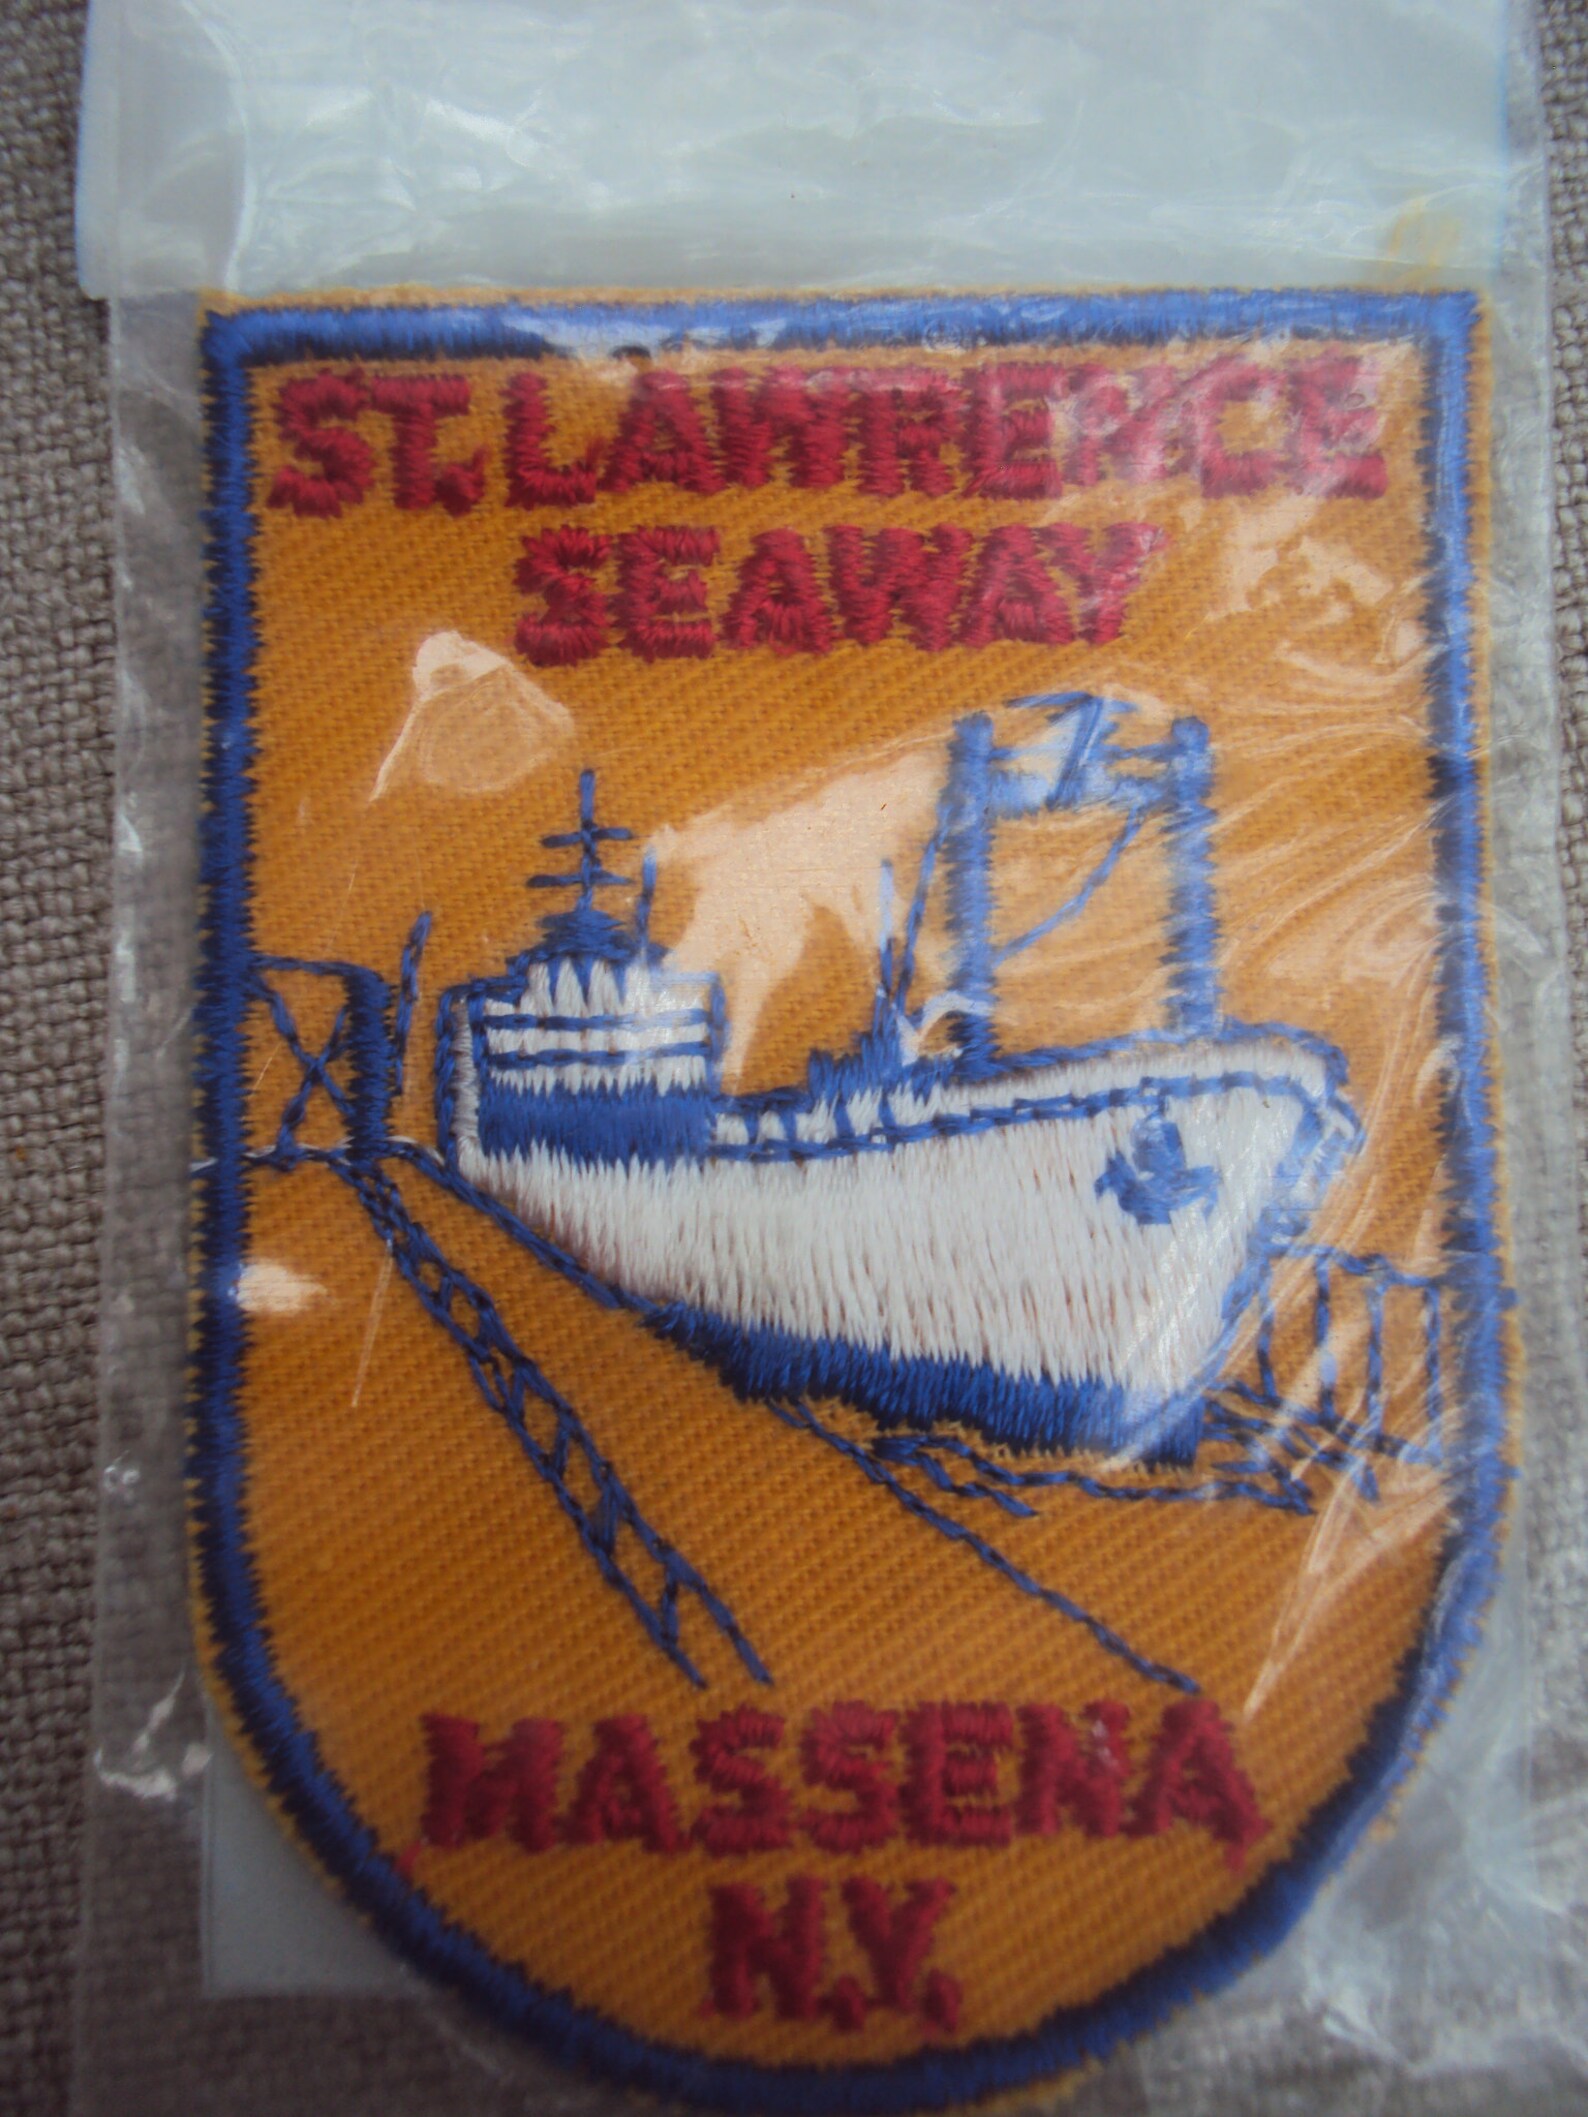 ST. LAWRENCE
SEAWAY
MASSENA,
N.Y.